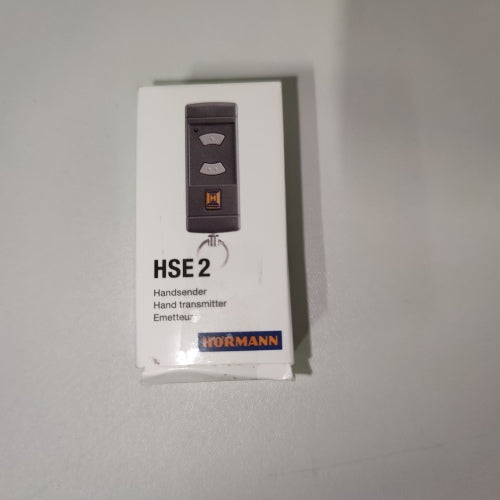 HSE 2
Handsender
Hand transmitter
Emetteur
HÖRMANN